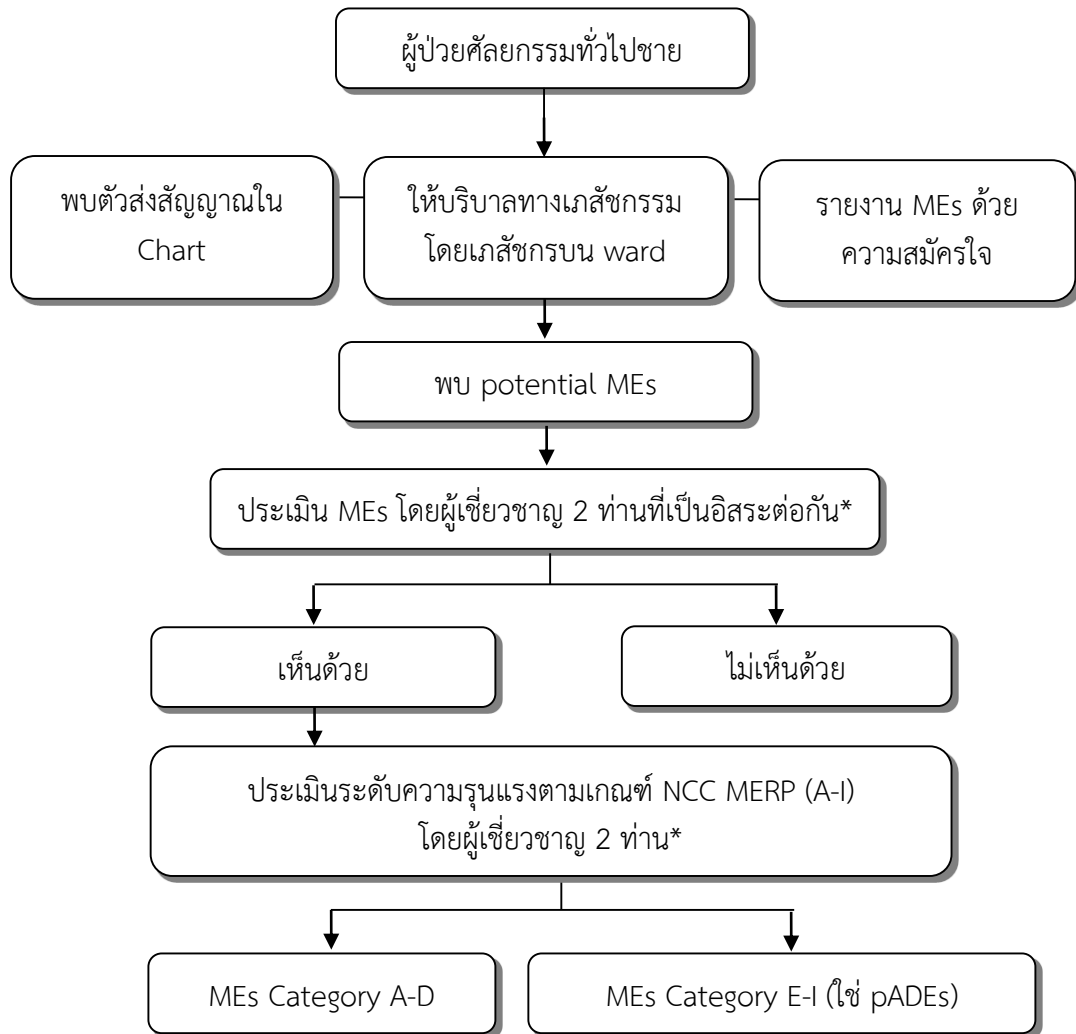 ผู้ป่วยศัลยกรรมทั่วไปชาย
พบตัวส่งสัญญาณใน
Chart
ให้บริบาลทางเภสัชกรรม
โดยเภสัชกรบน ward
รายงาน MEs ด้วย
ความสมัครใจ
พบ potential MEs
ประเมิน MEs โดยผู้เชี่ยวชาญ 2 ท่านที่เป็นอิสระต่อกัน*
เห็นด้วย
ไม่เห็นด้วย
ประเมินระดับความรุนแรงตามเกณฑ์ NCC MERP (A-I)
โดยผู้เชี่ยวชาญ 2 ท่าน*
MEs Category A-D
MEs Category E-I (ใช่ pADEs)